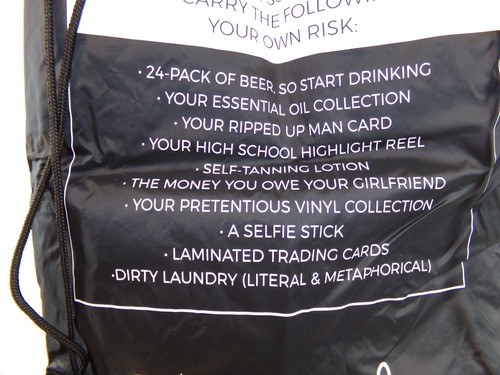 CARRY THE
YOUR OWN RISK:
· 24-PACK OF BEER, SO START DRINKING
· YOUR ESSENTIAL OIL COLLECTION
· YOUR RIPPED UP MAN CARD
· YOUR HIGH SCHOOL HIGHLIGHT REEL
· SELF-TANNING LOTION
· THE MONEY YOU OWE YOUR GIRLFRIEND
· YOUR PRETENTIOUS VINYL COLLECTION
· A SELFIE STICK
· LAMINATED TRADING CARDS
·DIRTY LAUNDRY (LITERAL & METAPHORICAL)